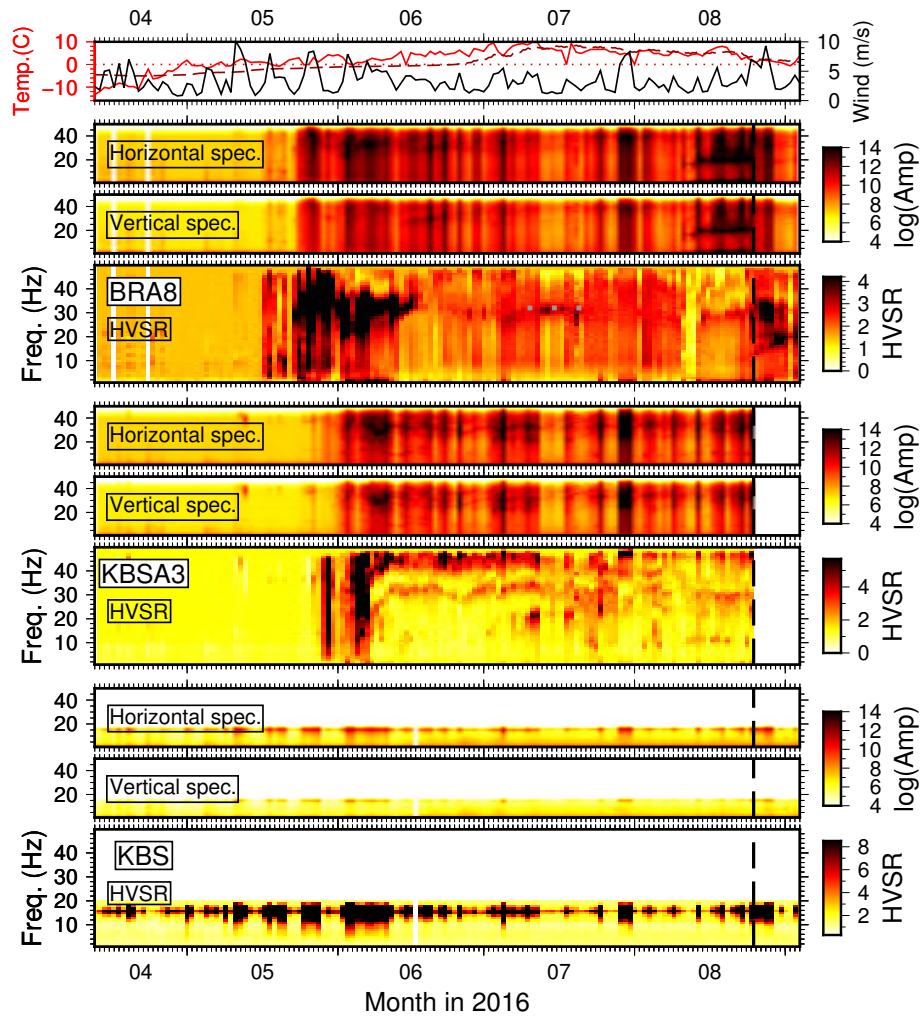 04 05 06 07 08
Temp.(C)
10
0
−10
10
5
0
Wind (m/s)
40
20
Horizontal spec.
40
20
Vertical spec.
14
12
10
8
6
4
log(Amp)
Freq. (Hz)
40
30
20
10
BRA8
HVSR
4
3
2
1
0
HVSR
40
20
Horizontal spec.
40
20
Vertical spec.
14
12
10
8
6
4
log(Amp)
Freq. (Hz)
40
30
20
10
KBSA3
HVSR
4
2
0
HVSR
40
20
Horizontal spec.
40
20
Vertical spec.
14
12
10
8
6
4
log(Amp)
Freq. (Hz)
40
30
20
10
KBS
HVSR
8
6
4
2
HVSR
04 05 06 07 08
Month in 2016